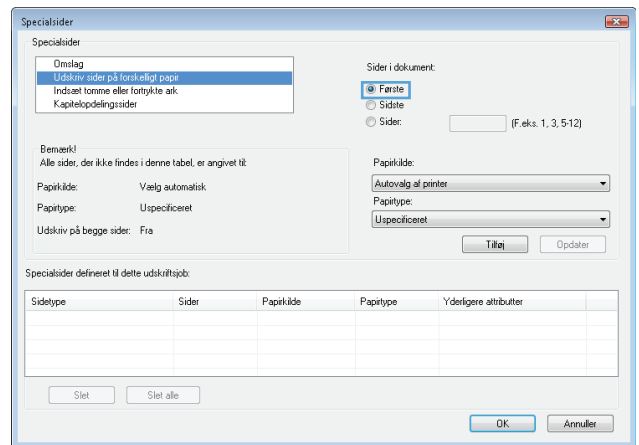 Specialsider
Specialsider
Omslag
Udskriv sider på forskelligt papir
Indsæt tomme eller fortrykte ark
Kapitelopdelingssider
Sider i dokument:
Første
Sidste
Sider:
(F.eks. 1, 3, 5-12)
Bemærk!
Alle sider, der ikke findes i denne tabel, er angivet til:
Papirkilde: Vælg automatisk
Papirtype: Uspecificeret
Udskriv på begge sider: Fra
Papirkilde:
Autovalg af printer
Papirtype:
Uspecificeret
Tilføj Opdater
Specialsider defineret til dette udskriftsjob:
Sidetype Sider Papirkilde Papirtype Yderligere attributter
Slet Slet alle
OK Annuller